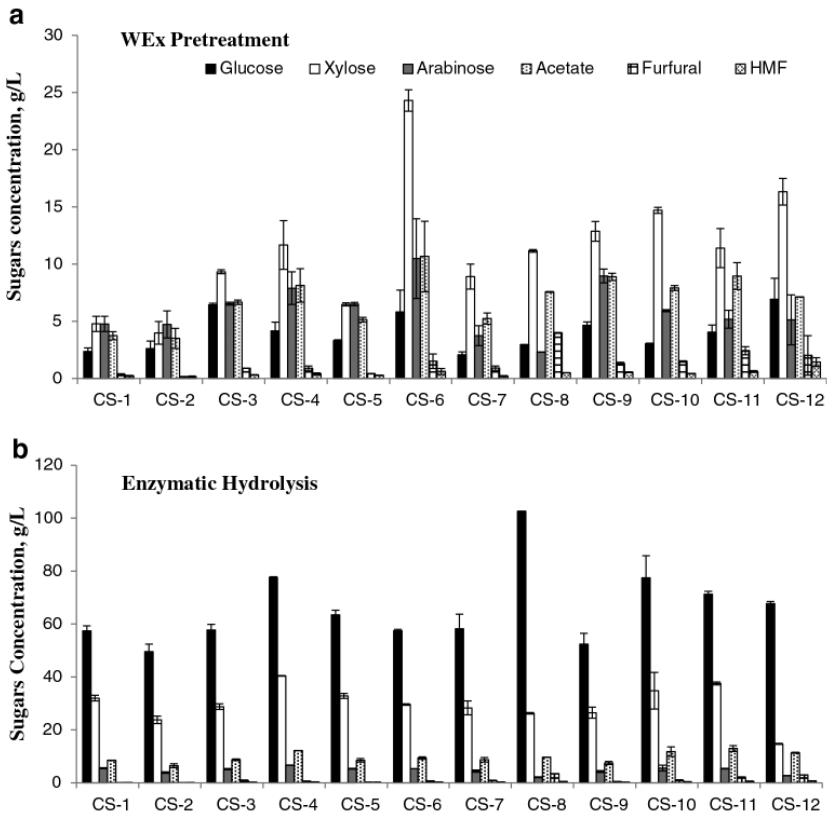 a
WEx Pretreatment
Glucose Xylose Arabinose Acetate Furfural HMF
Sugars concentration, g/L
30
25
20
15
10
5
0
CS-1 CS-2 CS-3 CS-4 CS-5 CS-6 CS-7 CS-8 CS-9 CS-10 CS-11 CS-12
b
Enzymatic Hydrolysis
Sugars Concentration, g/L
120
100
80
60
40
20
0
CS-1 CS-2 CS-3 CS-4 CS-5 CS-6 CS-7 CS-8 CS-9 CS-10 CS-11 CS-12